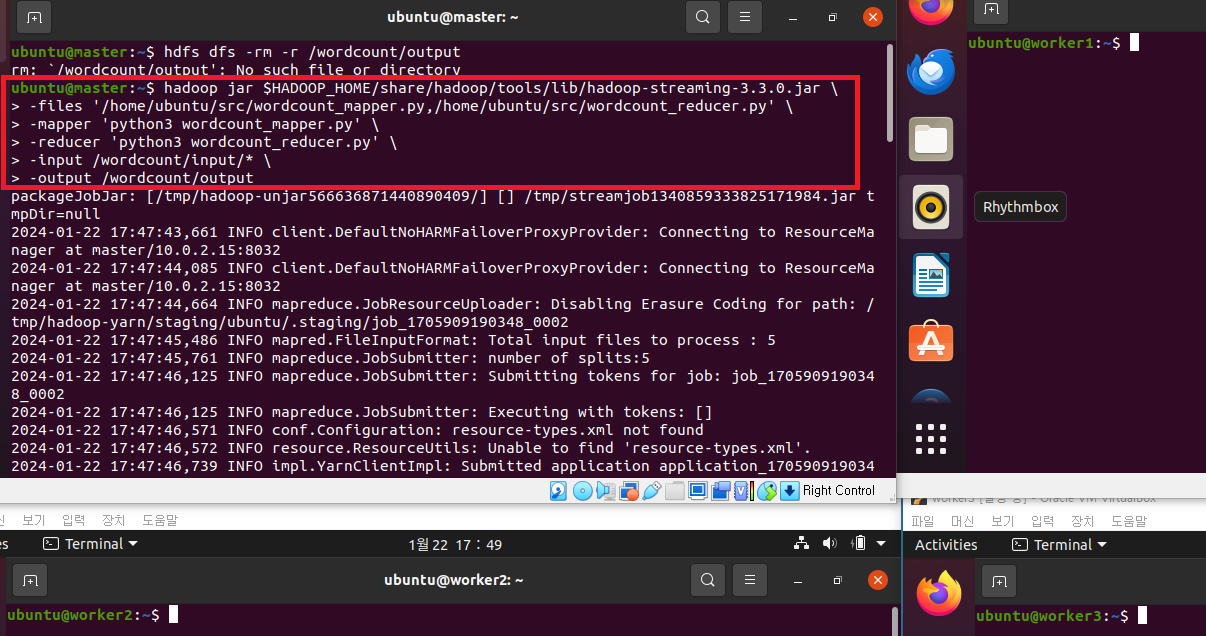 ubuntu@master: ~
ubuntu@master:~$ hdfs dfs -rm -r /wordcount/output
rm: `/wordcount/output': No such file or directory
ubuntu@master:~$ hadoop jar $HADOOP_HOME/share/hadoop/tools/lib/hadoop-streaming-3.3.0.jar \
> -files '/home/ubuntu/src/wordcount_mapper.py,/home/ubuntu/src/wordcount_reducer.py' \
> -mapper 'python3 wordcount_mapper.py' \
> -reducer 'python3 wordcount_reducer.py' \
> -input /wordcount/input/* \
> -output /wordcount/output
packageJobJar: [/tmp/hadoop-unjar566636871440890409/] [] /tmp/streamjob1340859333825171984.jar t
mpDir=null
2024-01-22 17:47:43,661 INFO client.DefaultNoHARMFailoverProxyProvider: Connecting to ResourceMa
nager at master/10.0.2.15:8032
2024-01-22 17:47:44,085 INFO client.DefaultNoHARMFailoverProxyProvider: Connecting to ResourceMa
nager at master/10.0.2.15:8032
2024-01-22 17:47:44,664 INFO mapreduce.JobResourceUploader: Disabling Erasure Coding for path: /
tmp/hadoop-yarn/staging/ubuntu/.staging/job_1705909190348_0002
2024-01-22 17:47:45,486 INFO mapred.FileInputFormat: Total input files to process : 5
2024-01-22 17:47:45,761 INFO mapreduce.JobSubmitter: number of splits:5
2024-01-22 17:47:46,125 INFO mapreduce.JobSubmitter: Submitting tokens for job: job_170590919034
8_0002
2024-01-22 17:47:46,125 INFO mapreduce.JobSubmitter: Executing with tokens: []
2024-01-22 17:47:46,571 INFO conf.Configuration: resource-types.xml not found
2024-01-22 17:47:46,572 INFO resource.ResourceUtils: Unable to find 'resource-types.xml'.
2024-01-22 17:47:46,739 INFO impl.YarnClientImpl: Submitted application application_170590919034
Right Control
ubuntu@worker1:~$
Rhythmbox
보기 입력 장치 도움말
Terminal
1월 22 17：49
ubuntu@worker2: ~
ubuntu@worker2:~$
Oracle VM VirtualBox
파일 머신 보기 입력 장치 도움말
Activities Terminal
ubuntu@worker3:~$